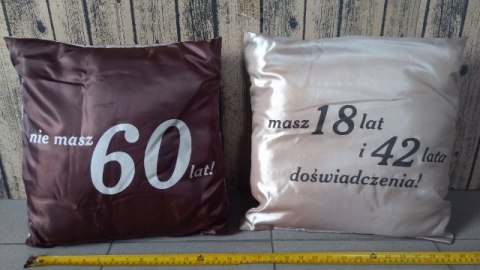 nie masz 60 lat!
masz 18 lat
i 42 lata
doświadczenia!